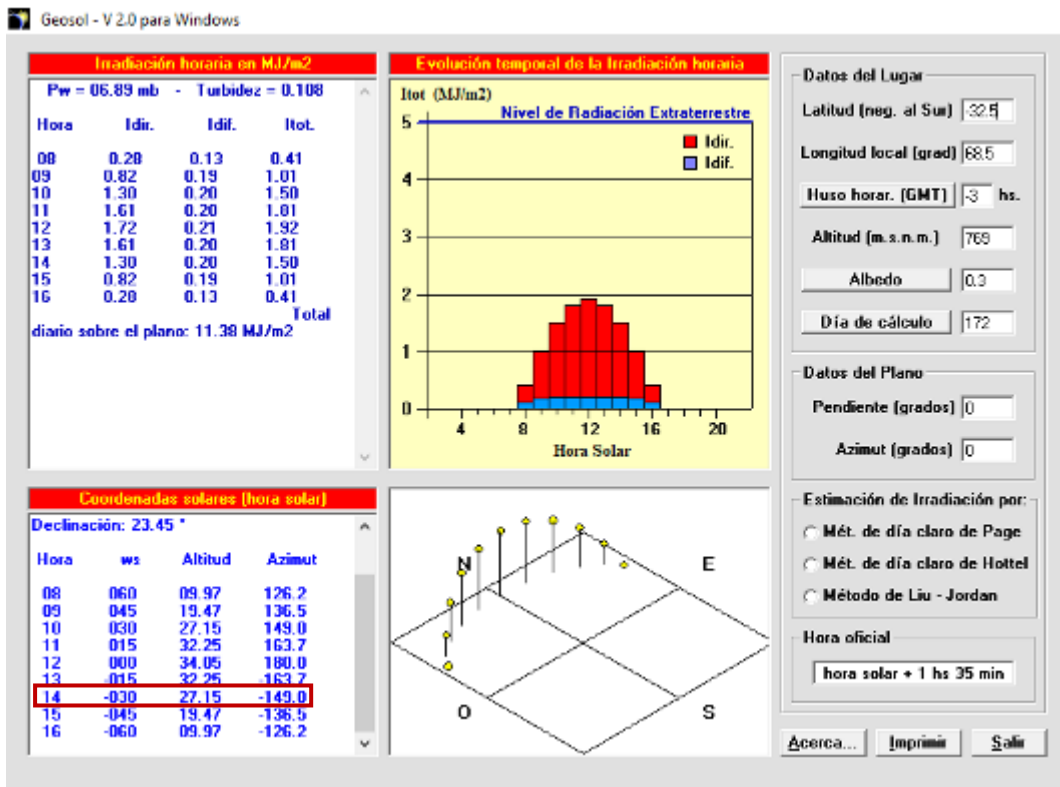 Geosol - V 2.0 para Windows
Irradiación horaria en MJ/m2
Pw = 06.89 mb - Turbidez = 0.108
Hora Idir. Idif. Itot.
08 0.28 0.13 0.41
09 0.82 0.19 1.01
10 1.30 0.20 1.50
11 1.61 0.20 1.81
12 1.72 0.21 1.92
13 1.61 0.20 1.81
14 1.30 0.20 1.50
15 0.82 0.19 1.01
16 0.28 0.13 0.41
Total
diario sobre el plano: 11.38 MJ/m2
Evolución temporal de la Irradiación horaria
Itot (MJ/m2)
Nivel de Radiación Extraterrestre
5
Idir.
Idif.
4
3
2
1
0
4 8 12 16 20
Hora Solar
Datos del Lugar
Latitud (neg. al Sur) -32.5
Longitud local (grad) 68.5
Huso horar. (GMT) -3 hs.
Altitud (m.s.n.m.) 769
Albedo 0.3
Día de cálculo 172
Datos del Plano
Pendiente (grados) 0
Azimut (grados) 0
Estimación de Irradiación por:
Mét. de día claro de Page
Mét. de día claro de Hottel
Método de Liu - Jordan
Hora oficial
hora solar + 1 hs 35 min
Acerca... Imprimir Salir
Coordenadas solares (hora solar)
Declinación: 23.45 °
Hora ws Altitud Azimut
08 060 09.97 126.2
09 045 19.47 136.5
10 030 27.15 149.0
11 015 32.25 163.7
12 000 34.05 180.0
13 -015 32.25 -163.7
14 -030 27.15 -149.0
15 -045 19.47 -136.5
16 -060 09.97 -126.2
N E
O S